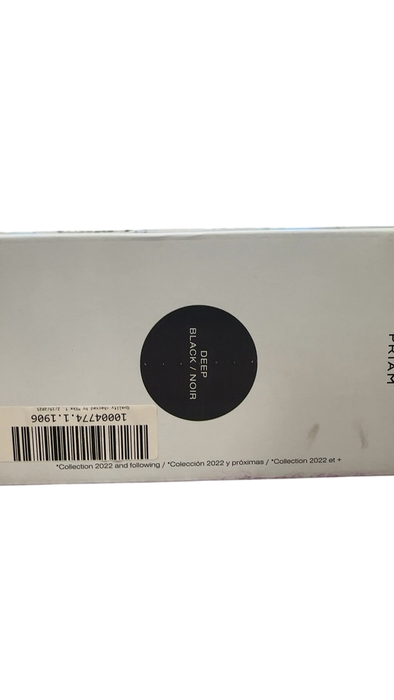 PRIAM
DEEP
BLACK / NOIR
10004774.1.1906
*Collection 2022 and following / *Colección 2022 y próximas / *Collection 2022 et +